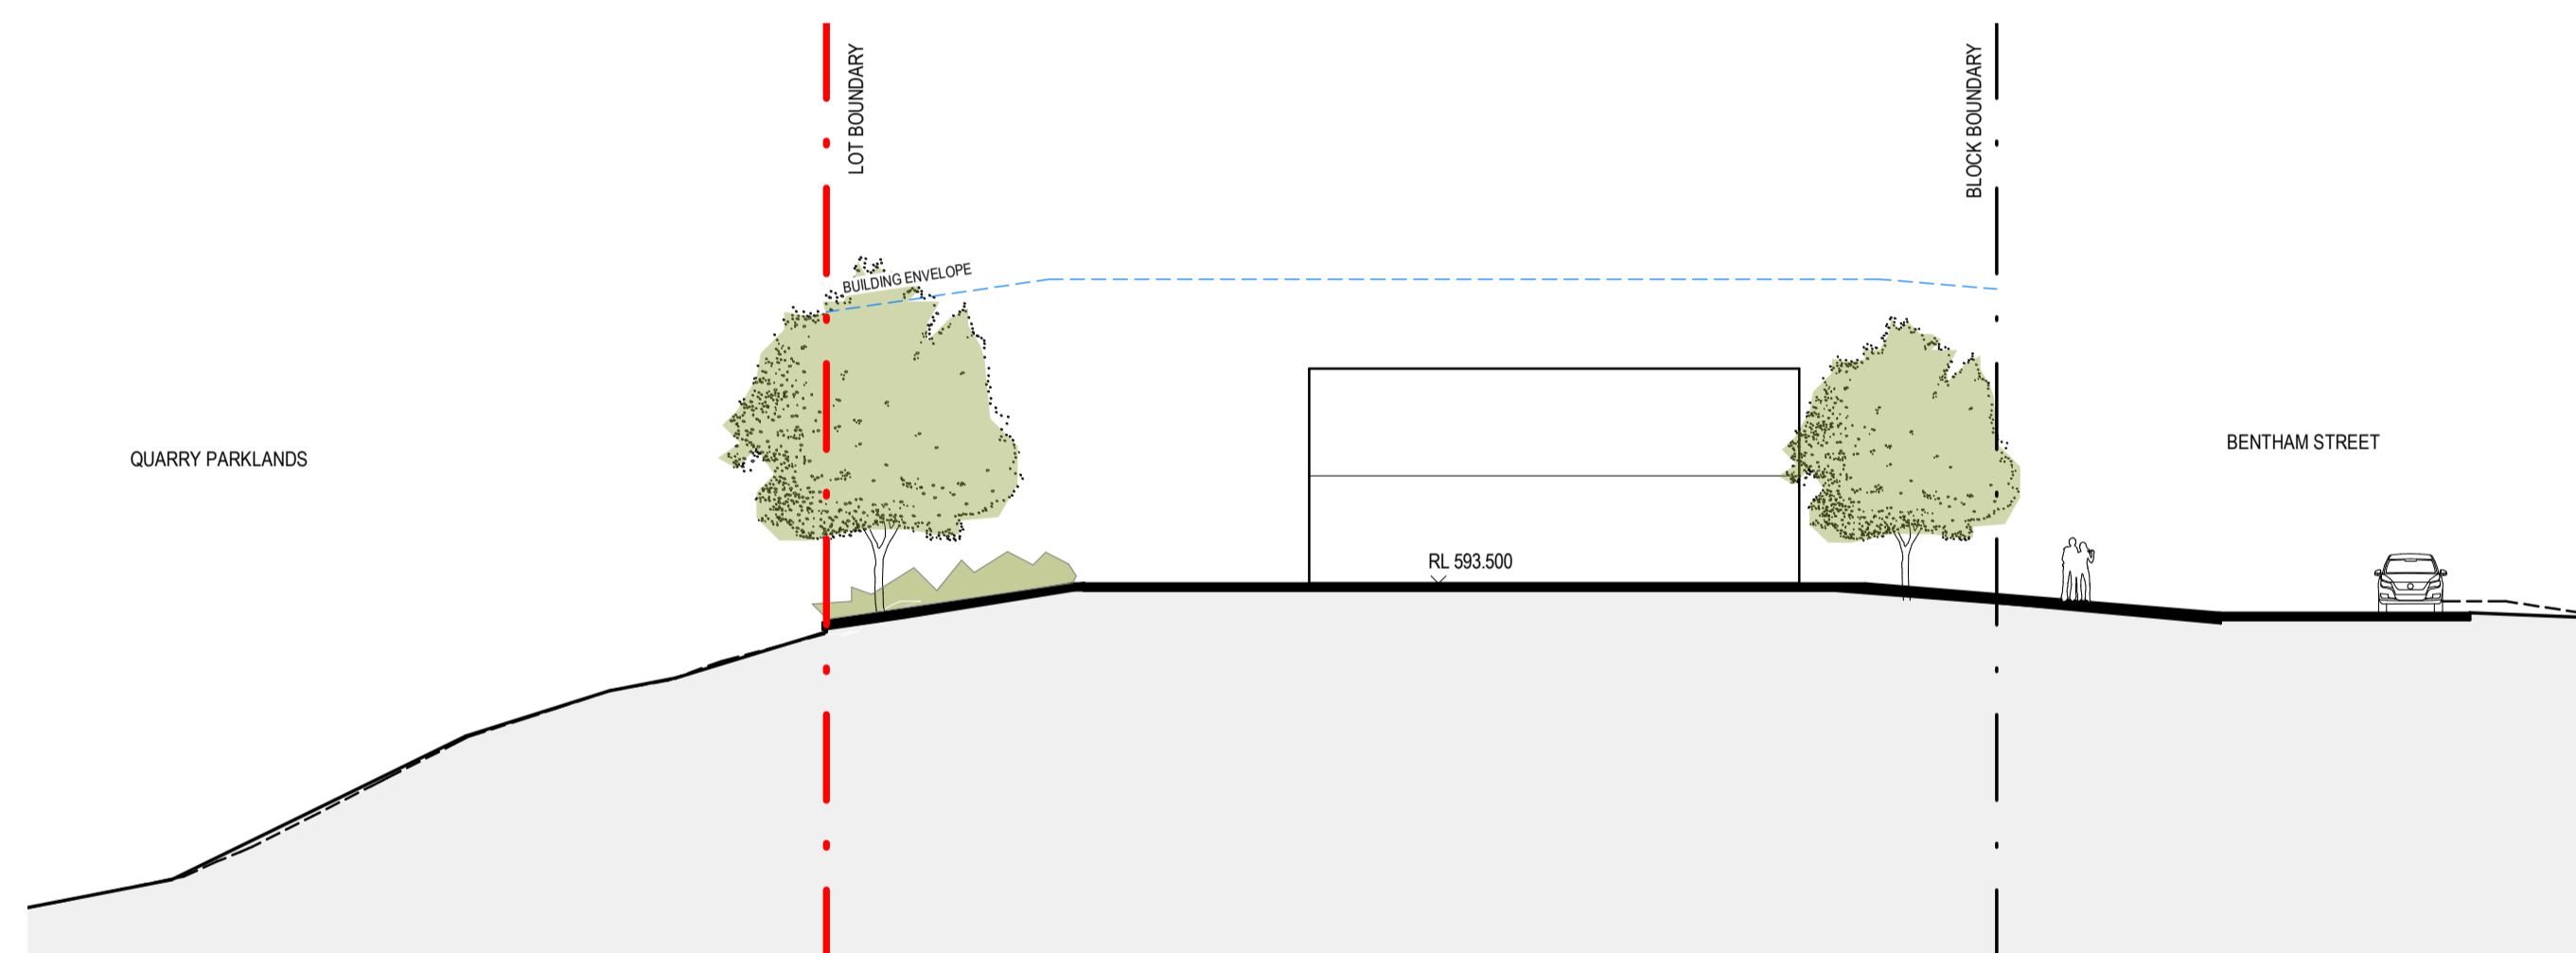 LOT BOUNDARY
BLOCK BOUNDARY
BUILDING ENVELOPE
QUARRY PARKLANDS
BENTHAM STREET
RL 593.500